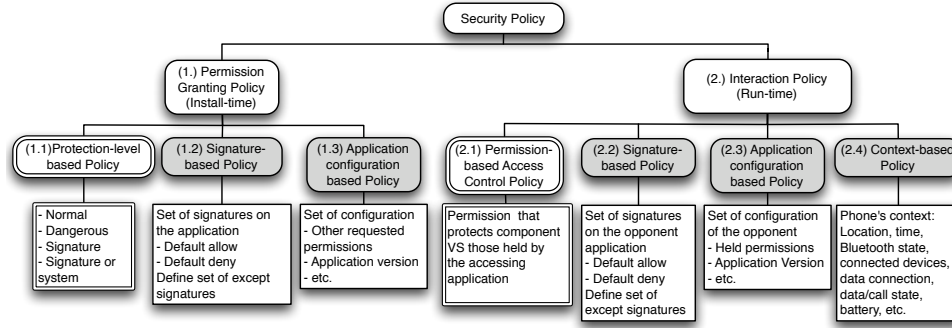 Security Policy
(1.) Permission
Granting Policy
(Install-time)
(2.) Interaction Policy
(Run-time)
(1.1)Protection-level
based Policy
(1.2) Signature-
based Policy
(1.3) Application
configuration
based Policy
(2.1) Permission-
based Access
Control Policy
(2.2) Signature-
based Policy
(2.3) Application
configuration
based Policy
(2.4) Context-based
Policy
- Normal
- Dangerous
- Signature
- Signature or
system
Set of signatures on
the application
- Default allow
- Default deny
Define set of except
signatures
Set of configuration
- Other requested
permissions
- Application version
- etc.
Permission that
protects component
VS those held by
the accessing
application
Set of signatures
on the opponent
application
- Default allow
- Default deny
Define set of
except signatures
Set of configuration
of the opponent
- Held permissions
- Application Version
- etc.
Phone's context:
Location, time,
Bluetooth state,
connected devices,
data connection,
data/call state,
battery, etc.